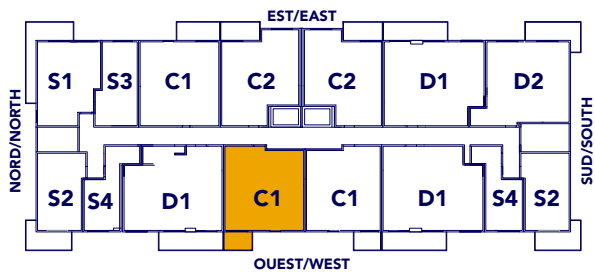 EST/EAST
NORD/NORTH
S1 S3 C1 C2 C2 D1 D2
SUD/SOUTH
S2 S4 D1 C1 C1 D1 S4 S2
OUEST/WEST